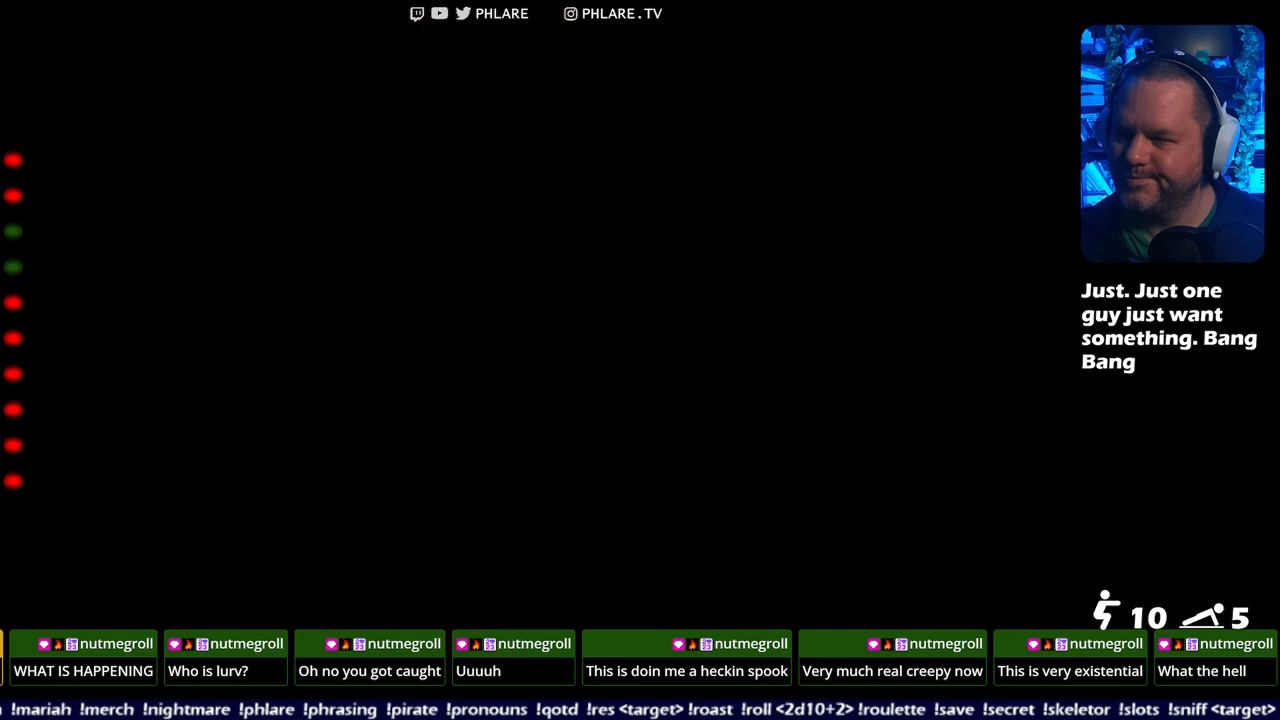 PHLARE PHLARE.TV
Just. Just one
guy just want
something. Bang
Bang
10 5
nutmegroll nutmegroll nutmegroll nutmegroll nutmegroll nutmegroll nutmegroll nutmegroll
WHAT IS HAPPENING Who is lurv? Oh no you got caught Uuuuh This is doin me a heckin spook Very much real creepy now This is very existential What the hell
!mariah !merch !nightmare !phlare !phrasing !pirate !pronouns !qotd !res <target> !roast !roll <2d10+2> !roulette !save !secret !skeletor !slots !sniff <target>